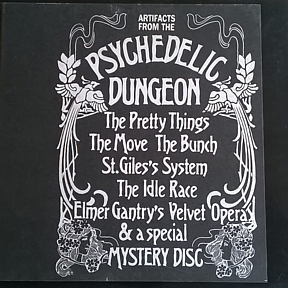 ARTIFACTS
FROM THE
PSYCHEDELIC
DUNGEON
The Pretty Things
The Move The Bunch
St. Giles's System
The Idle Race
Elmer Gantry's Velvet Opera
& a special
MYSTERY DISC